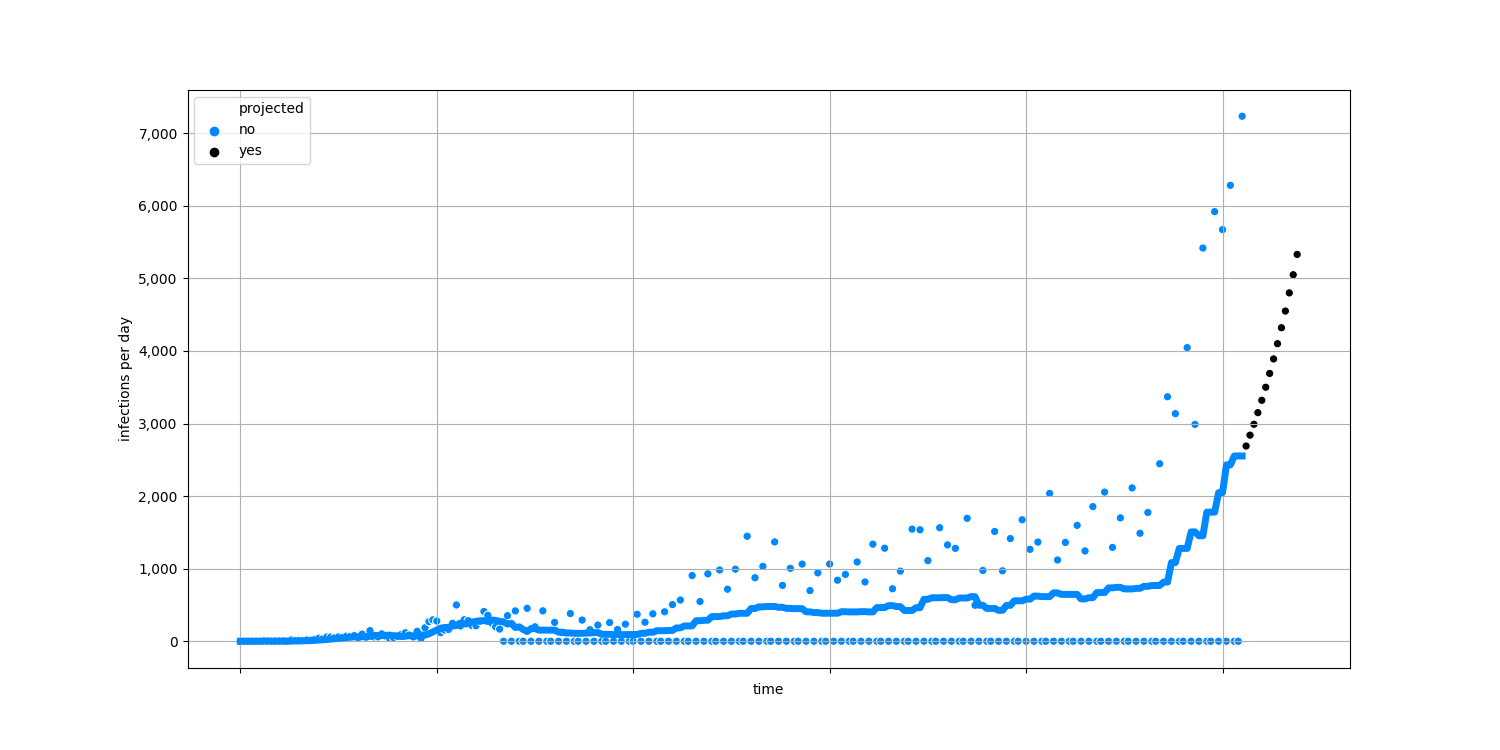 projected
no
yes
7,000
6,000
5,000
4,000
3,000
2,000
1,000
0
infections per day
time